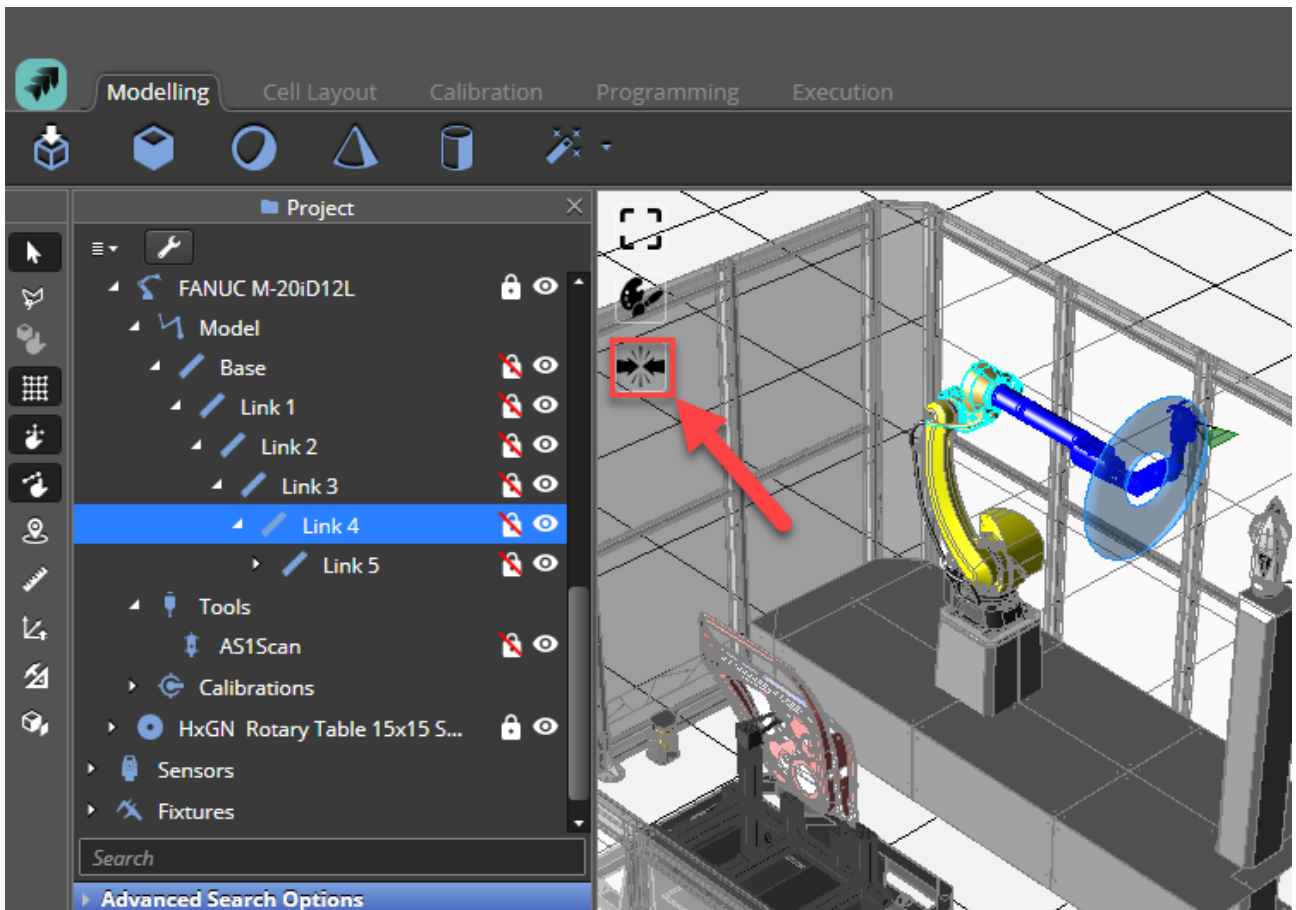 Modelling Cell Layout Calibration Programming Execution
Project
FANUC M-20iD12L
Model
Base
Link 1
Link 2
Link 3
Link 4
Link 5
Tools
AS1Scan
Calibrations
HxGN Rotary Table 15x15 S...
Sensors
Fixtures
Search
Advanced Search Options